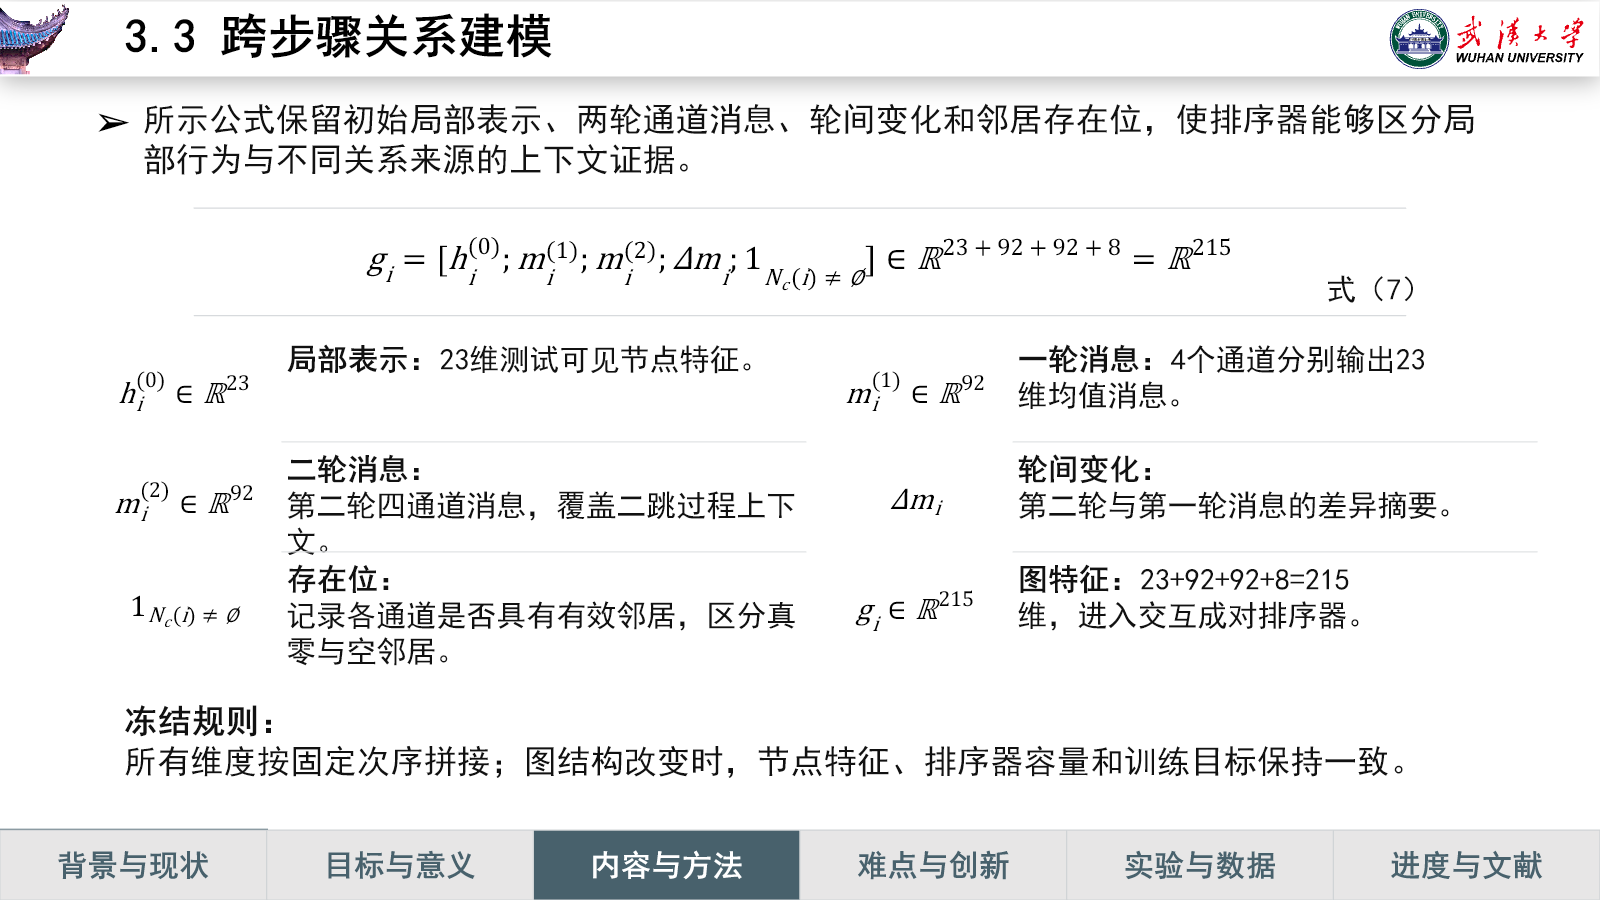 3.3 跨步骤关系建模
武汉大学
WUHAN UNIVERSITY
➢ 所示公式保留初始局部表示、两轮通道消息、轮间变化和邻居存在位，使排序器能够区分局
部行为与不同关系来源的上下文证据。
g_i = [h_i^(0); m_i^(1); m_i^(2); Δm_i; 1_{N_c(i) ≠ ∅}] ∈ ℝ^{23 + 92 + 92 + 8} = ℝ^{215}
式（7）
h_i^(0) ∈ ℝ^{23}
局部表示：23维测试可见节点特征。
m_i^(1) ∈ ℝ^{92}
一轮消息：4个通道分别输出23
维均值消息。
m_i^(2) ∈ ℝ^{92}
二轮消息：
第二轮四通道消息，覆盖二跳过程上下
文。
Δm_i
轮间变化：
第二轮与第一轮消息的差异摘要。
1_{N_c(i) ≠ ∅}
存在位：
记录各通道是否具有有效邻居，区分真
零与空邻居。
g_i ∈ ℝ^{215}
图特征：23+92+92+8=215
维，进入交互成对排序器。
冻结规则：
所有维度按固定次序拼接；图结构改变时，节点特征、排序器容量和训练目标保持一致。
背景与现状
目标与意义
内容与方法
难点与创新
实验与数据
进度与文献